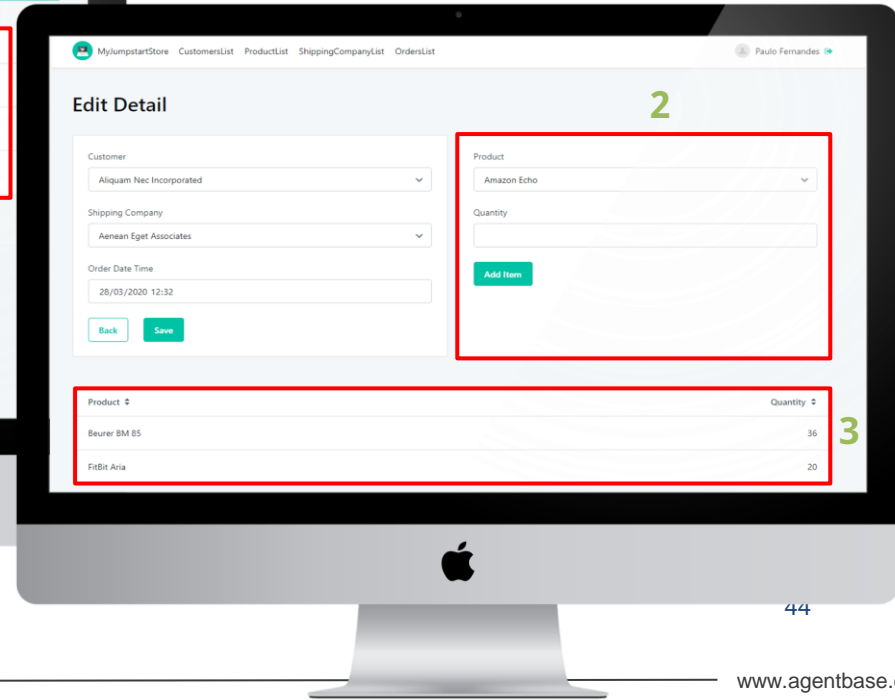 MyJumpstartStore CustomersList ProductList ShippingCompanyList OrdersList Paulo Fernandes
Edit Detail
2
Customer
Aliquam Nec Incorporated
Shipping Company
Aenean Eget Associates
Order Date Time
28/03/2020 12:32
Back Save
Product
Amazon Echo
Quantity
Add Item
Product Quantity
Beurer BM 85 36
3
FitBit Aria 20
44
www.agentbase.